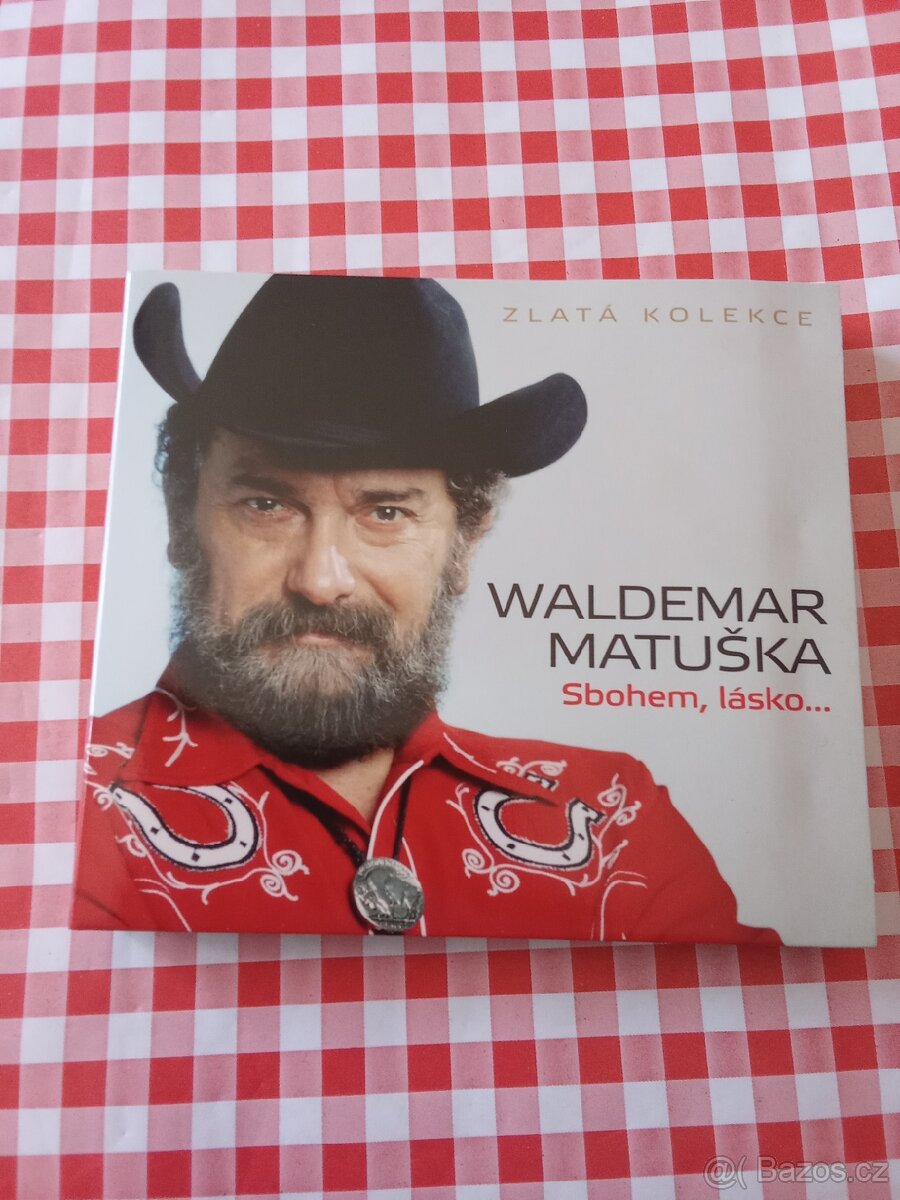 ZLATÁ KOLEKCE
WALDEMAR
MATUŠKA
Sbohem, lásko...
@( Bazos.cz